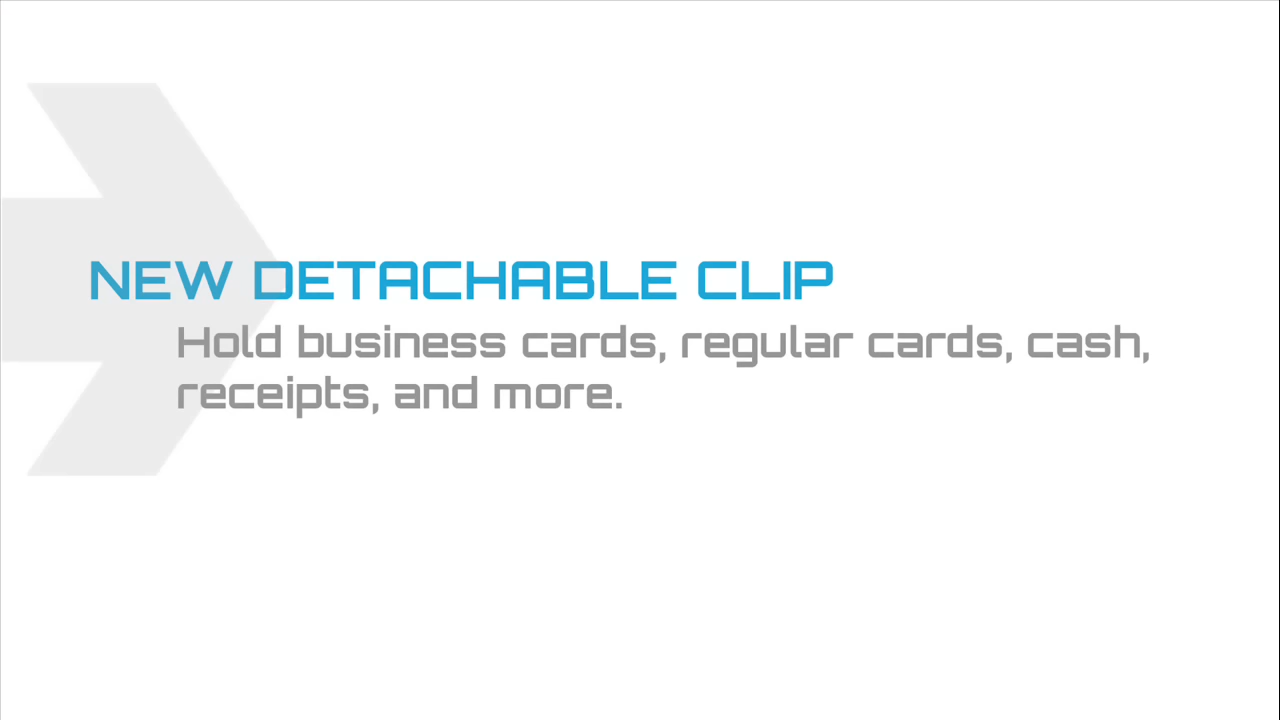 NEW DETACHABLE CLIP
Hold business cards, regular cards, cash,
receipts, and more.